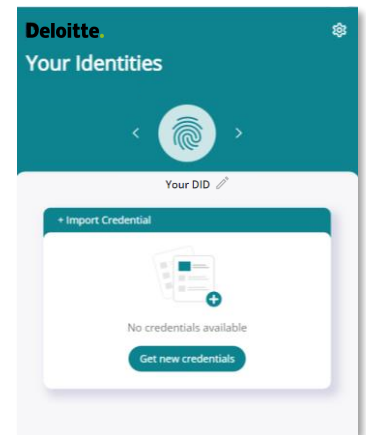 Deloitte.
Your Identities
Your DID
+ Import Credential
No credentials available
Get new credentials